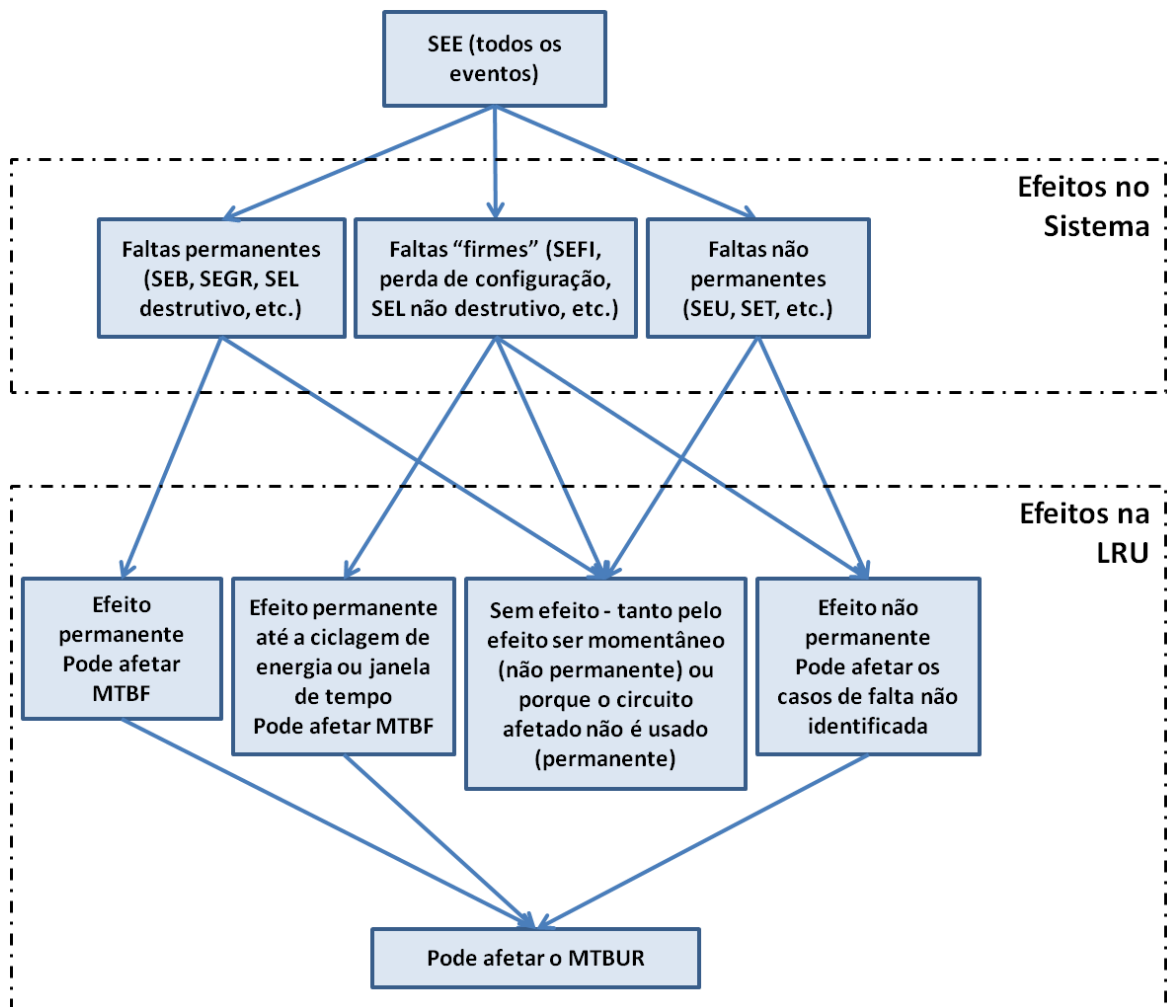 SEE (todos os
eventos)
Efeitos no
Sistema
Faltas permanentes
(SEB, SEGR, SEL
destrutivo, etc.)
Faltas “firmes” (SEFI,
perda de configuração,
SEL não destrutivo, etc.)
Faltas não
permanentes
(SEU, SET, etc.)
Efeitos na
LRU
Efeito
permanente
Pode afetar
MTBF
Efeito permanente
até a ciclagem de
energia ou janela
de tempo
Pode afetar MTBF
Sem efeito - tanto pelo
efeito ser momentâneo
(não permanente) ou
porque o circuito
afetado não é usado
(permanente)
Efeito não
permanente
Pode afetar os
casos de falta não
identificada
Pode afetar o MTBUR